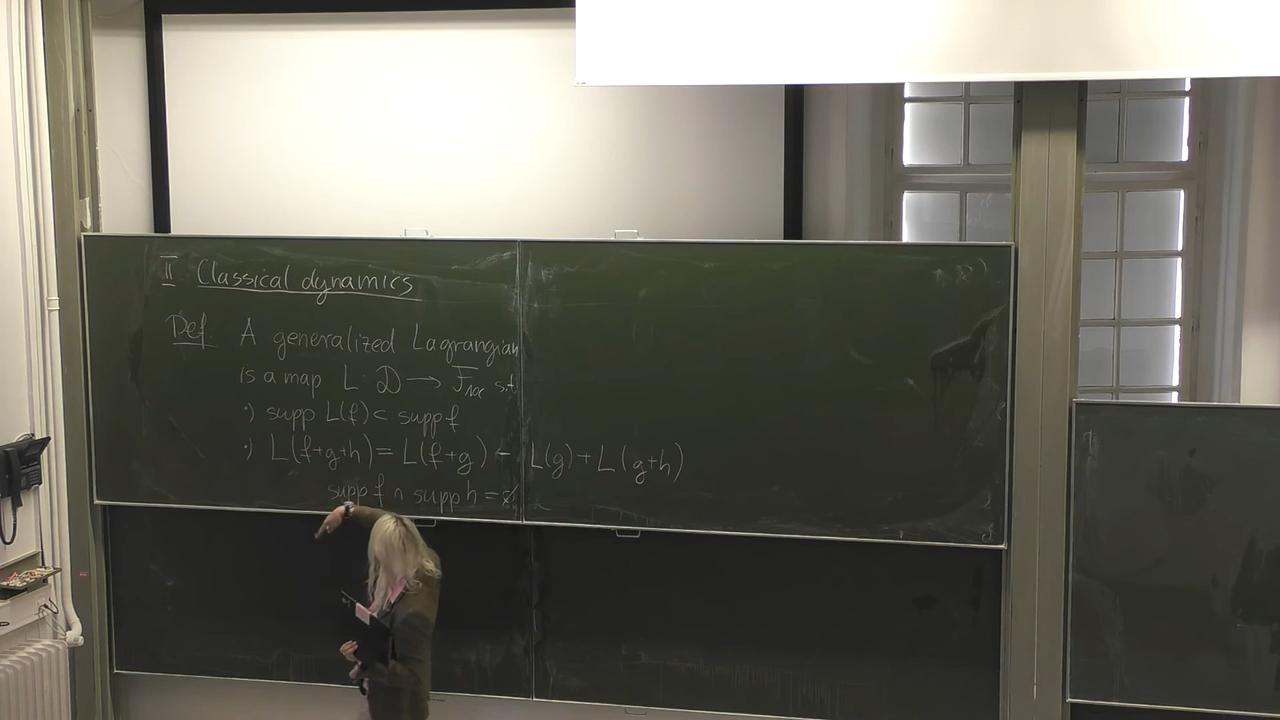 II Classical dynamics
Def. A generalized Lagrangian
is a map L: D → F_loc s.t.
·) supp L(f) ⊂ supp f
·) L(f+g+h) = L(f+g) - L(g) + L(g+h)
supp f ∩ supp h = ∅